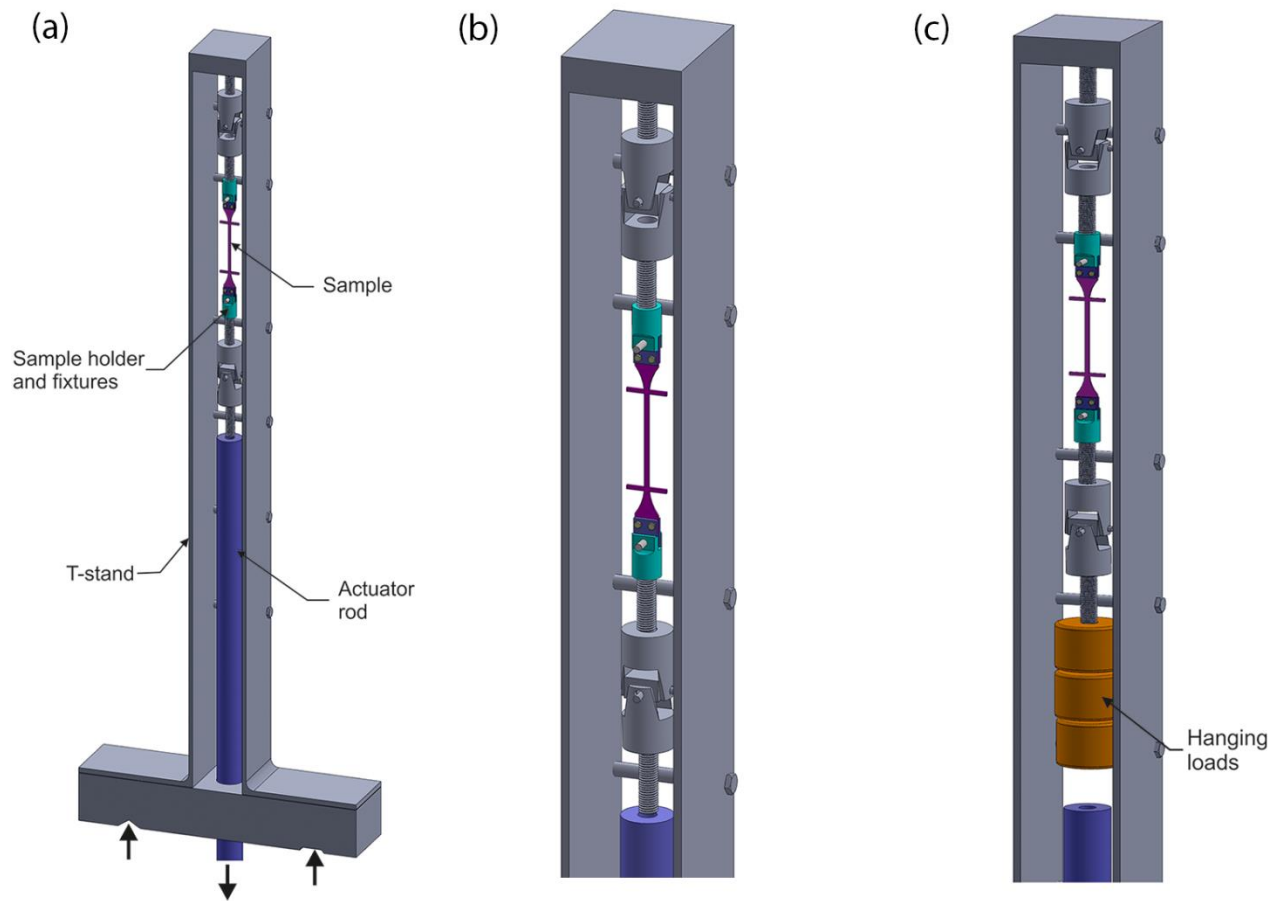 (a)
(b)
(c)
Sample
Sample holder
and fixtures
T-stand
Actuator
rod
Hanging
loads